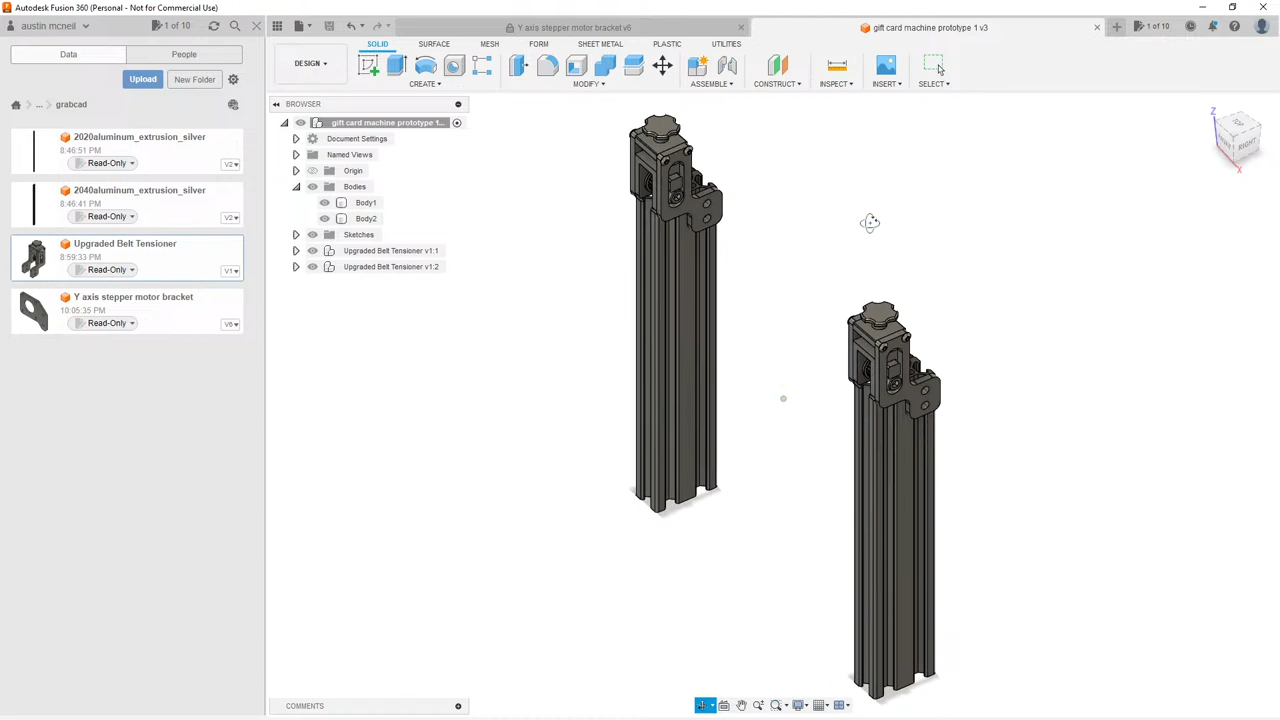 Autodesk Fusion 360 (Personal - Not for Commercial Use)
austin mcneil
1 of 10
Y axis stepper motor bracket v6
gift card machine prototype 1 v3
1 of 10
Data
People
Upload
New Folder
... grabcad
2020aluminum_extrusion_silver
8:46:51 PM
Read-Only
V2
2040aluminum_extrusion_silver
8:46:41 PM
Read-Only
V2
Upgraded Belt Tensioner
8:59:33 PM
Read-Only
V1
Y axis stepper motor bracket
10:05:35 PM
Read-Only
V6
SOLID
SURFACE
MESH
FORM
SHEET METAL
PLASTIC
UTILITIES
DESIGN
CREATE
MODIFY
ASSEMBLE
CONSTRUCT
INSPECT
INSERT
SELECT
BROWSER
gift card machine prototype 1...
Document Settings
Named Views
Origin
Bodies
Body1
Body2
Sketches
Upgraded Belt Tensioner v1:1
Upgraded Belt Tensioner v1:2
Z
TOP
FRONT
RIGHT
X
COMMENTS